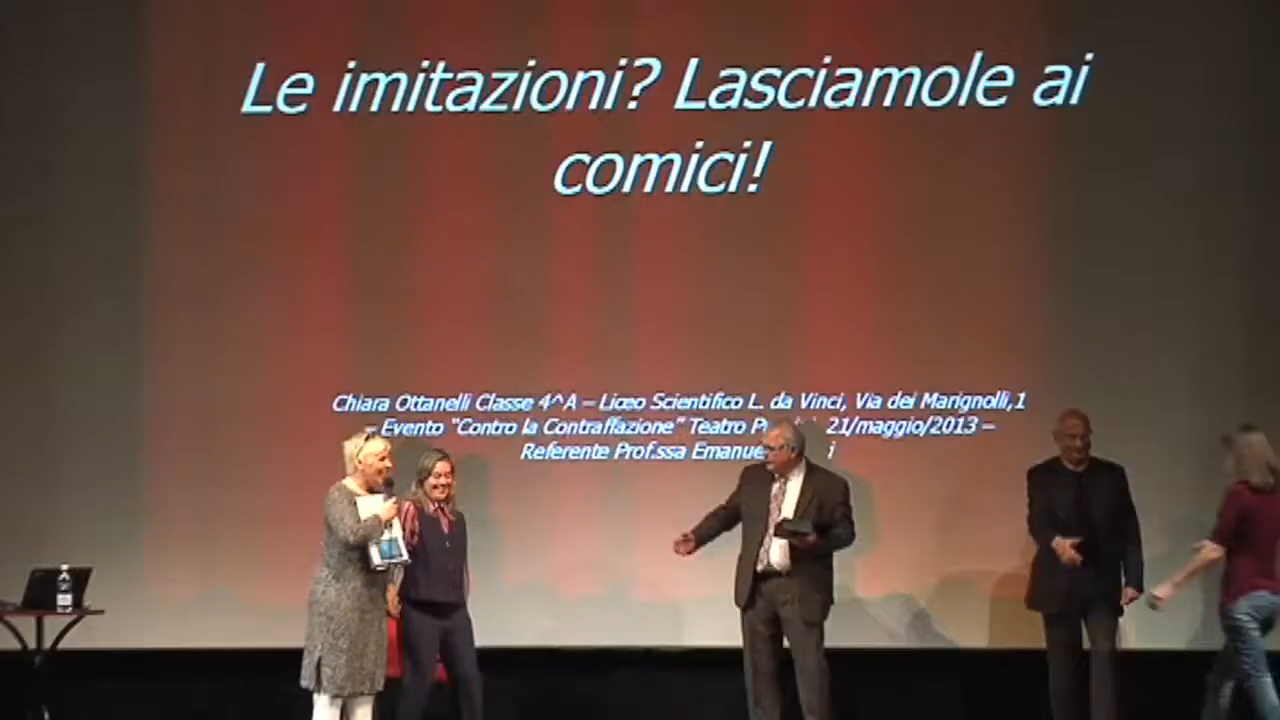 Le imitazioni? Lasciamole ai
comici!
Chiara Ottanelli Classe 4^A – Liceo Scientifico L. da Vinci, Via dei Marignolli,1
– Evento “Contro la Contraffazione” Teatro 21/maggio/2013 –
Referente Prof.ssa